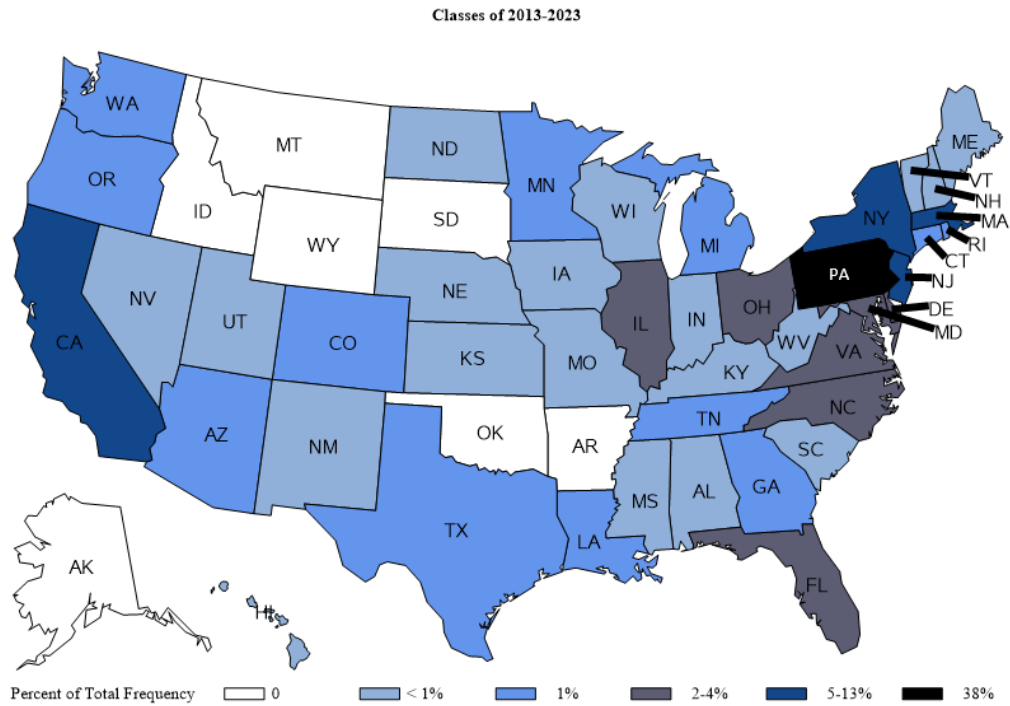 Classes of 2013-2023
WA
MT
ND
OR
ID
SD
MN
WI
MI
ME
VT
NH
MA
RI
CT
NY
NJ
DE
MD
PA
WY
NE
IA
NV
UT
CO
KS
MO
IL
IN
OH
WV
VA
KY
CA
AZ
NM
OK
AR
TN
NC
SC
MS
AL
GA
TX
LA
FL
AK
HI
Percent of Total Frequency 0 < 1% 1% 2-4% 5-13% 38%